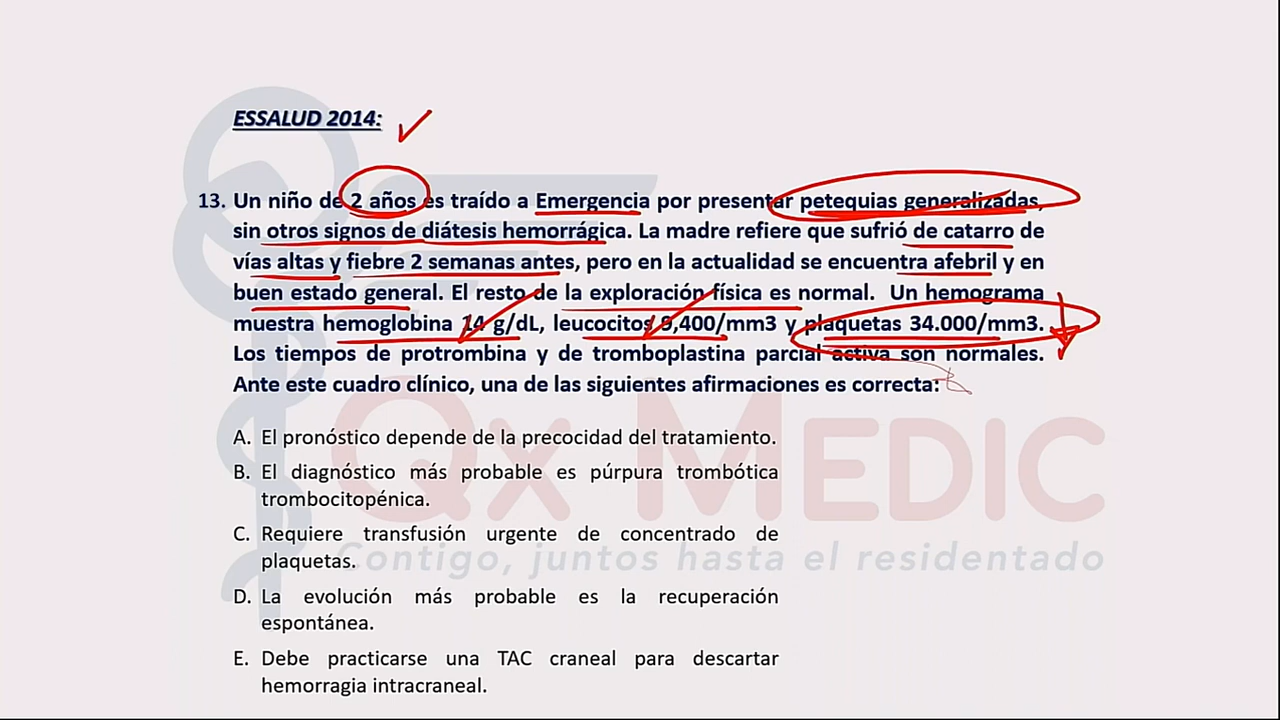 ESSALUD 2014:
13. Un niño de 2 años es traído a Emergencia por presentar petequias generalizadas,
sin otros signos de diátesis hemorrágica. La madre refiere que sufrió de catarro de
vías altas y fiebre 2 semanas antes, pero en la actualidad se encuentra afebril y en
buen estado general. El resto de la exploración física es normal. Un hemograma
muestra hemoglobina 14 g/dL, leucocitos 9,400/mm3 y plaquetas 34.000/mm3.
Los tiempos de protrombina y de tromboplastina parcial activa son normales.
Ante este cuadro clínico, una de las siguientes afirmaciones es correcta:
A. El pronóstico depende de la precocidad del tratamiento.
B. El diagnóstico más probable es púrpura trombótica
trombocitopénica.
C. Requiere transfusión urgente de concentrado de
plaquetas.
D. La evolución más probable es la recuperación
espontánea.
E. Debe practicarse una TAC craneal para descartar
hemorragia intracraneal.
Qx MEDIC
Contigo, juntos hasta el residentado